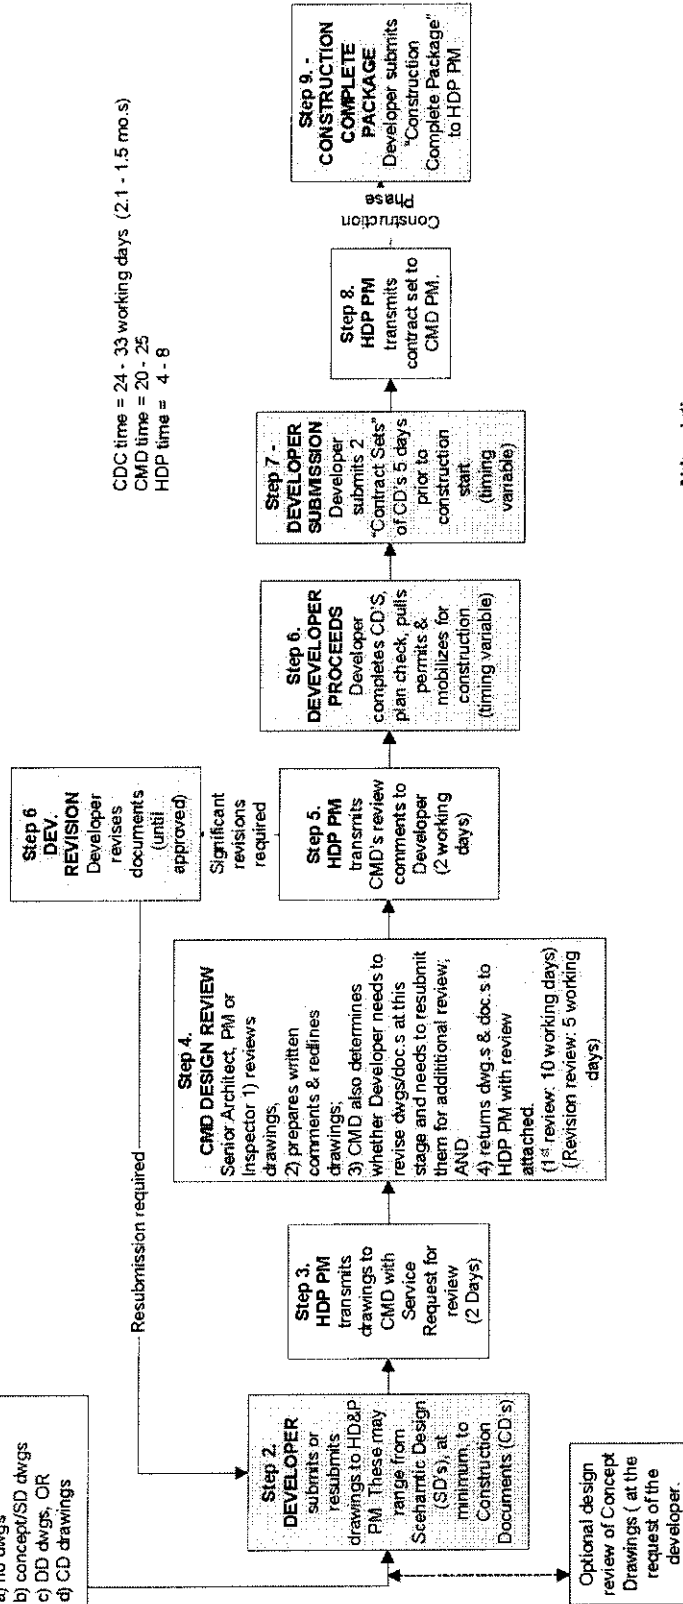 b) concept/SD dwgs
c) DD dwgs, OR
d) CD drawings
Resubmission required
Step 6
DEV.
REVISION
Developer
revises
documents
(until
approved)
Significant
revisions
required
CDC time = 24 - 33 working days (2.1 - 1.5 mo.s)
CMD time = 20 - 25
HDP time = 4 - 8
Step 2.
DEVELOPER
submits or
resubmits
drawings to HD&P
PM. These may
range from
Scehamtic Design
(SD's), at
minimum, to
Construction
Documents (CD's)
Step 3.
HDP PM
transmits
drawings to
CMD with
Service
Request for
review
(2 Days)
Step 4.
CMD DESIGN REVIEW
Senior Architect, PM or
Inspector 1) reviews
drawings,
2) prepares written
comments & redlines
drawings;
3) CMD also determines
whether Developer needs to
revise dwgs/doc.s at this
stage and needs to resubmit
them for addititional review;
AND
4) returns dwg.s & doc.s to
HDP PM with review
attached.
(1st review: 10 working days)
(Revision review: 5 working
days)
Step 5.
HDP PM
transmits
CMD's review
comments to
Developer
(2 working
days)
Step 6.
DEVEVELOPER
PROCEEDS
Developer
completes CD'S,
plan check, pulls
permits &
mobilizes for
construction
(timing variable)
Step 7 -
DEVELOPER
SUBMISSION
Developer
submits 2
"Contract Sets"
of CD's 5 days
prior to
construction
start
(timing
variable)
Step 8.
HDP PM
transmits
contract set to
CMD PM.
Construction
Phase
Step 9. -
CONSTRUCTION
COMPLETE
PACKAGE
Developer submits
"Construction
Complete Package"
to HDP PM
Optional design
review of Concept
Drawings ( at the
request of the
developer.